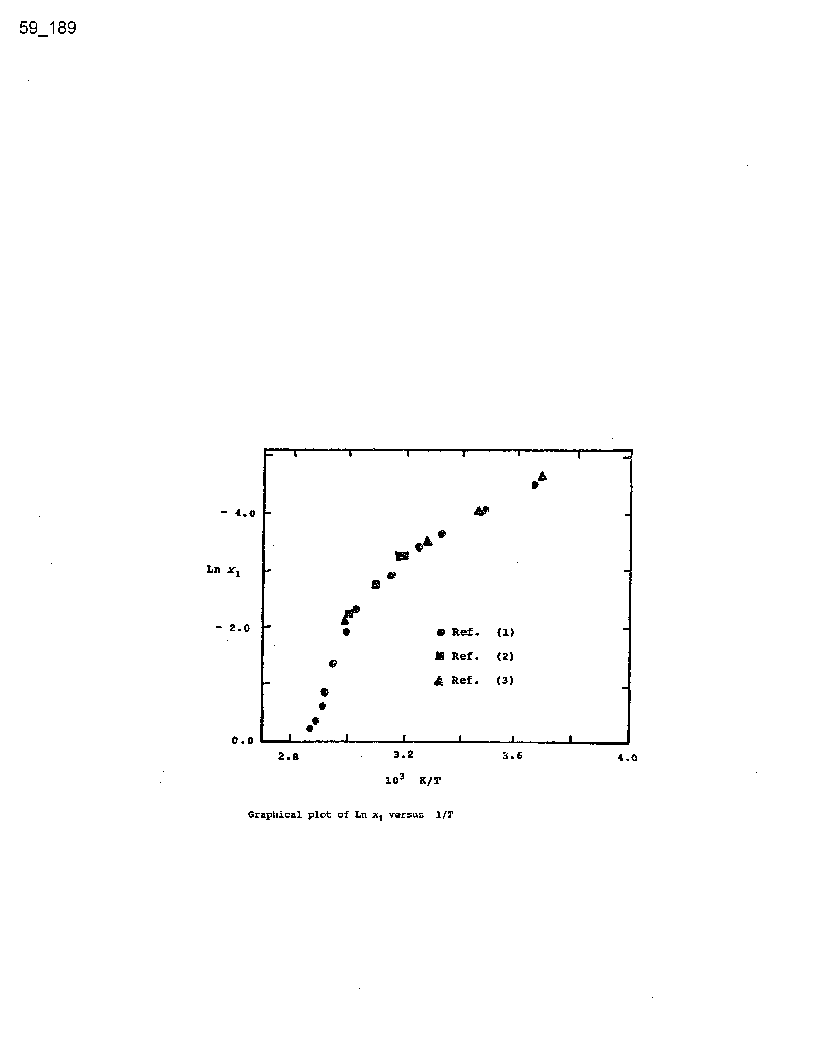 59_189
- 4.0
Ln x₁
- 2.0
Ref. (1)
Ref. (2)
Ref. (3)
0.0
2.8 3.2 3.6 4.0
10³ K/T
Graphical plot of Ln x₁ versus 1/T